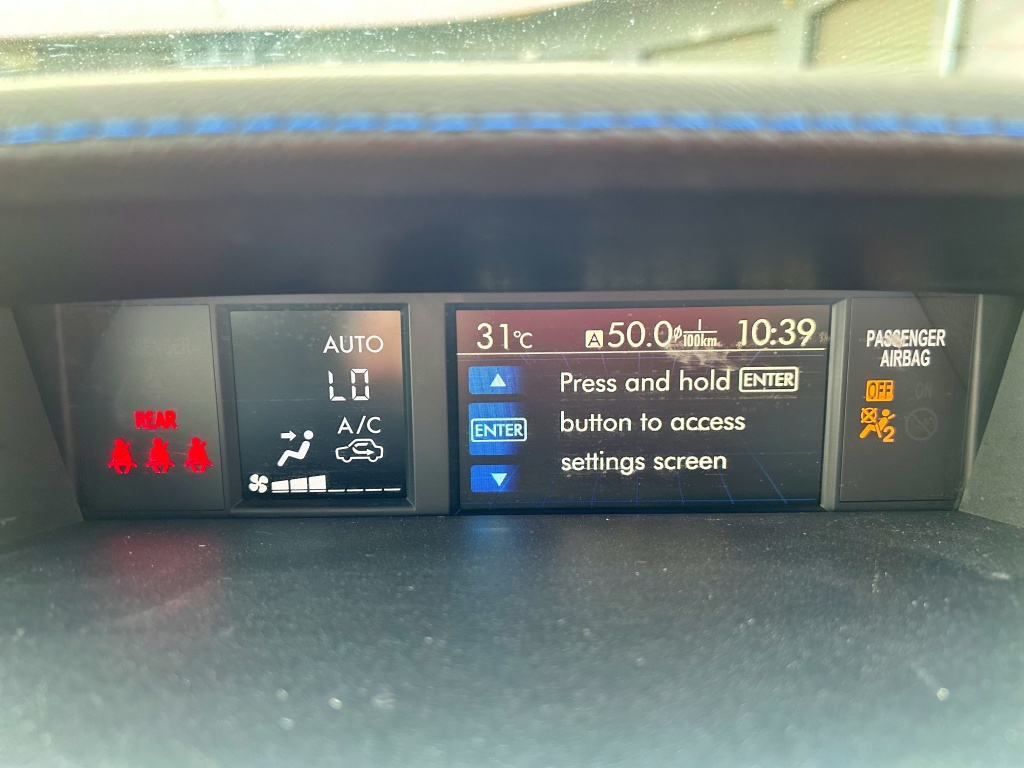 REAR
AUTO
LO
A/C
31°C
A 50.0 ø l/100km
10:39
Press and hold ENTER
button to access
settings screen
ENTER
PASSENGER
AIRBAG
OFF
ON
2